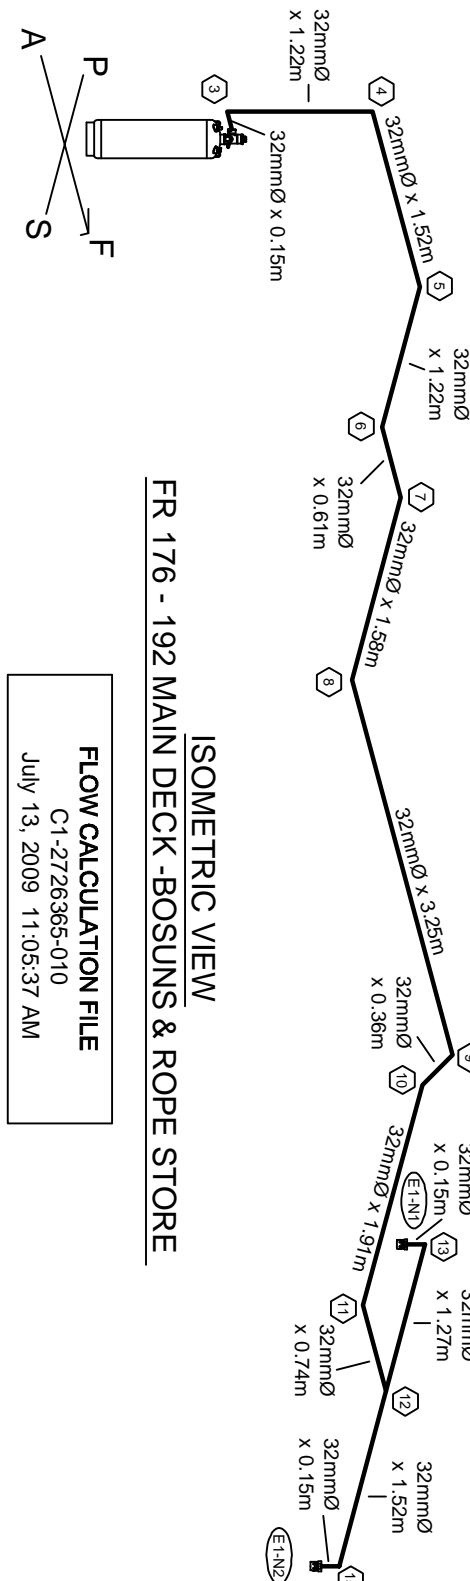 A
P
S
F
3
32mmØ
x 1.22m
32mmØ x 0.15m
4
32mmØ x 1.52m
5
32mmØ
x 1.22m
6
32mmØ
x 0.61m
7
32mmØ x 1.58m
8
32mmØ x 3.25m
9
32mmØ
x 0.36m
10
32mmØ x 1.91m
11
32mmØ
x 0.74m
12
32mmØ
x 1.27m
13
32mmØ
x 0.15m
E1-N1
32mmØ
x 1.52m
32mmØ
x 0.15m
E1-N2
ISOMETRIC VIEW
FR 176 - 192 MAIN DECK -BOSUNS & ROPE STORE
FLOW CALCULATION FILE
C1-2726365-010
July 13, 2009 11:05:37 AM